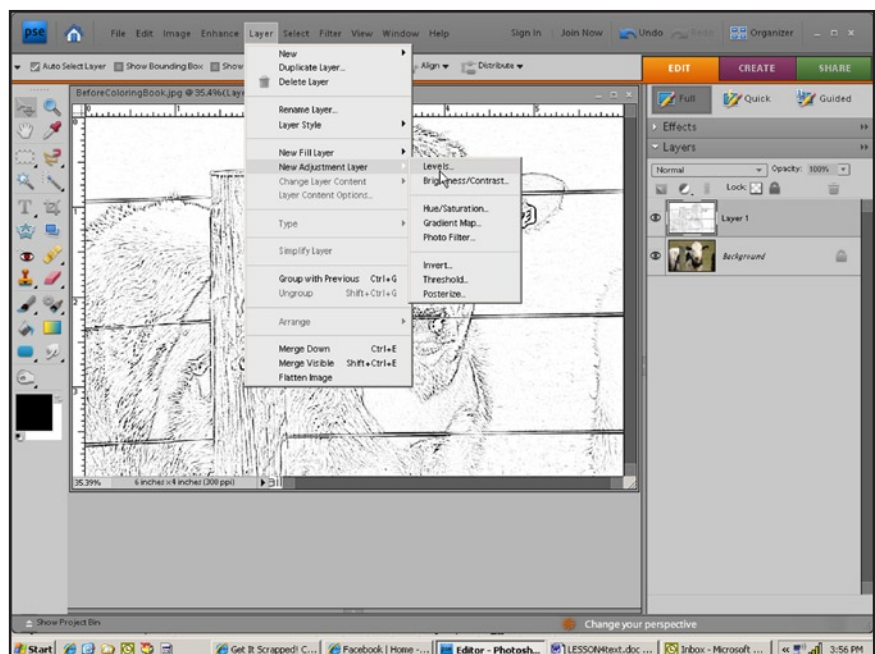 pse File Edit Image Enhance Layer Select Filter View Window Help Sign In Join Now Undo Redo Organizer
Auto Select Layer Show Bounding Box Show Align Distribute
EDIT CREATE SHARE
BeforeColoringBook.jpg @ 35.4% (Laye
Full Quick Guided
Effects
Layers
Normal Opacity: 100%
Lock:
Layer 1
Background
New
Duplicate Layer...
Delete Layer
Rename Layer...
Layer Style
New Fill Layer
New Adjustment Layer
Change Layer Content
Layer Content Options...
Type
Simplify Layer
Group with Previous Ctrl+G
Ungroup Shift+Ctrl+G
Arrange
Merge Down Ctrl+E
Merge Visible Shift+Ctrl+E
Flatten Image
Levels...
Brightness/Contrast...
Hue/Saturation...
Gradient Map...
Photo Filter...
Invert...
Threshold...
Posterize...
35.39% 6 inches x 4 inches (300 ppi)
Show Project Bin
Change your perspective
Start Get It Scrapped! C... Facebook | Home -... Editor - Photosh... LESSON4text.doc ... Inbox - Microsoft ... 3:56 PM